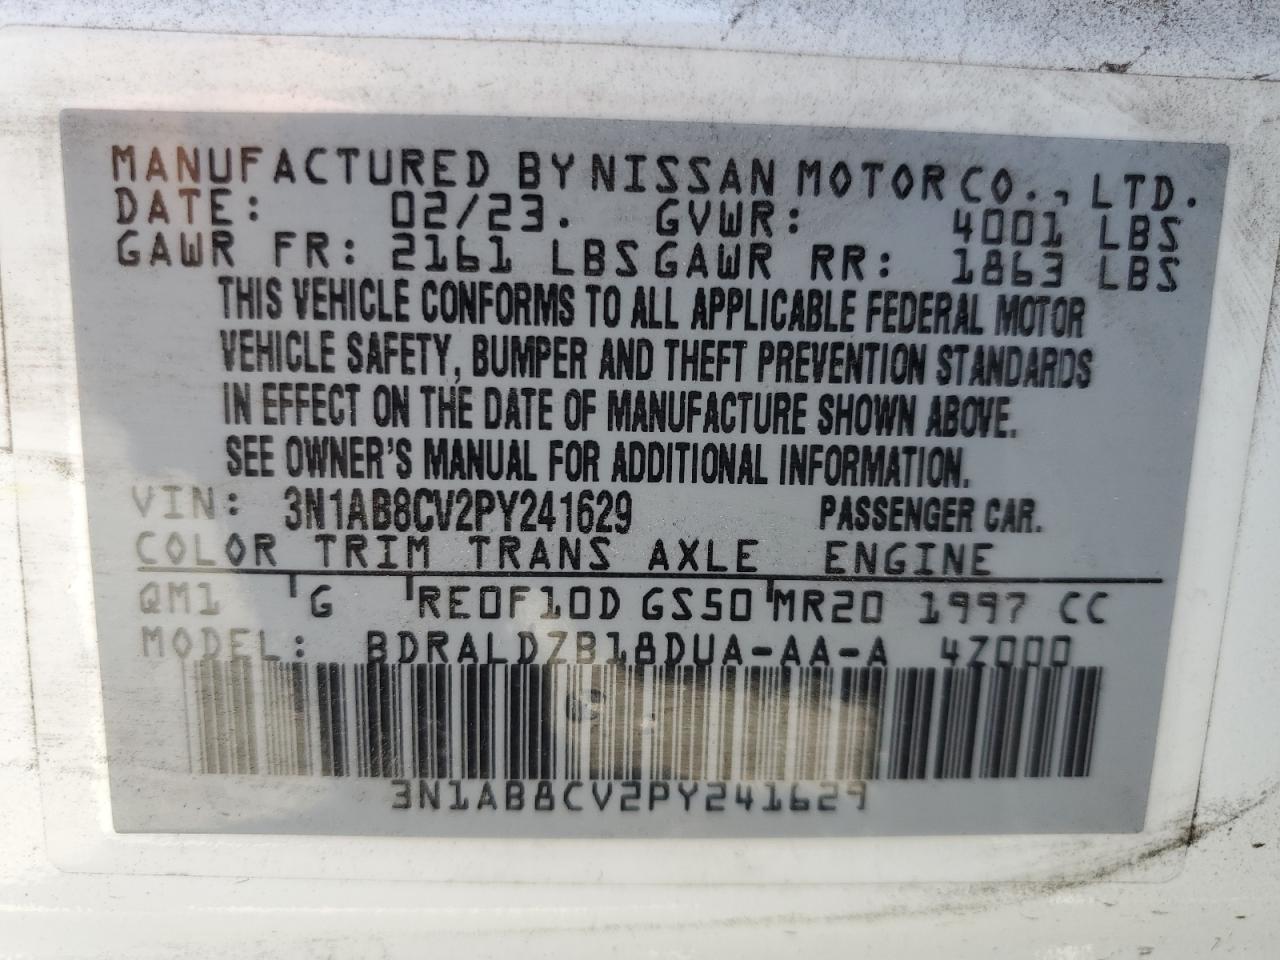 MANUFACTURED BY NISSAN MOTOR CO., LTD.
DATE: 02/23. GVWR: 4001 LBS
GAWR FR: 2161 LBS GAWR RR: 1863 LBS
THIS VEHICLE CONFORMS TO ALL APPLICABLE FEDERAL MOTOR
VEHICLE SAFETY, BUMPER AND THEFT PREVENTION STANDARDS
IN EFFECT ON THE DATE OF MANUFACTURE SHOWN ABOVE.
SEE OWNER'S MANUAL FOR ADDITIONAL INFORMATION.
VIN: 3N1AB8CV2PY241629 PASSENGER CAR.
COLOR TRIM TRANS AXLE ENGINE
QM1 G RE0F10D GS50 MR20 1997 CC
MODEL: BDRALDZB18DUA-AA-A 4Z000
3N1AB8CV2PY241629